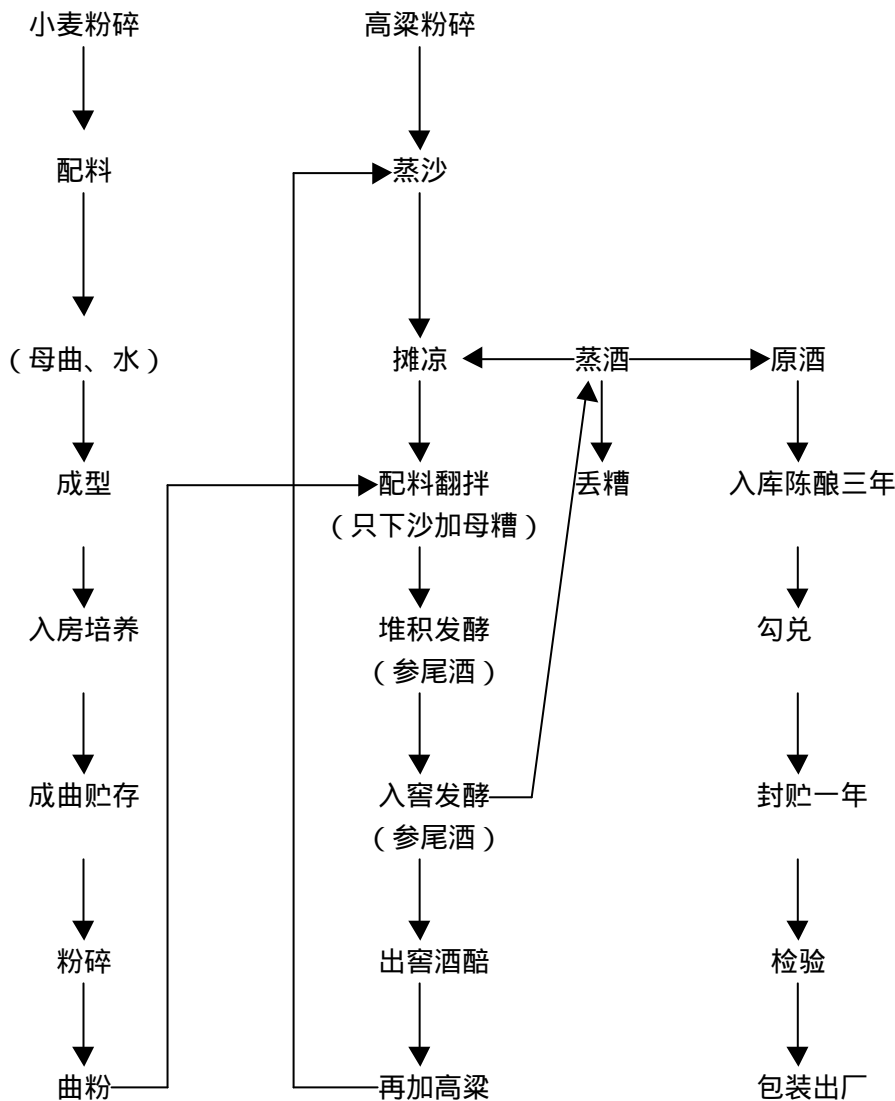 小麦粉碎
高粱粉碎
配料
蒸沙
（母曲、水）
摊凉
蒸酒
原酒
成型
配料翻拌
丢糟
入库陈酿三年
（只下沙加母糟）
入房培养
堆积发酵
勾兑
（参尾酒）
成曲贮存
入窖发酵
封贮一年
（参尾酒）
粉碎
出窖酒醅
检验
曲粉
再加高粱
包装出厂